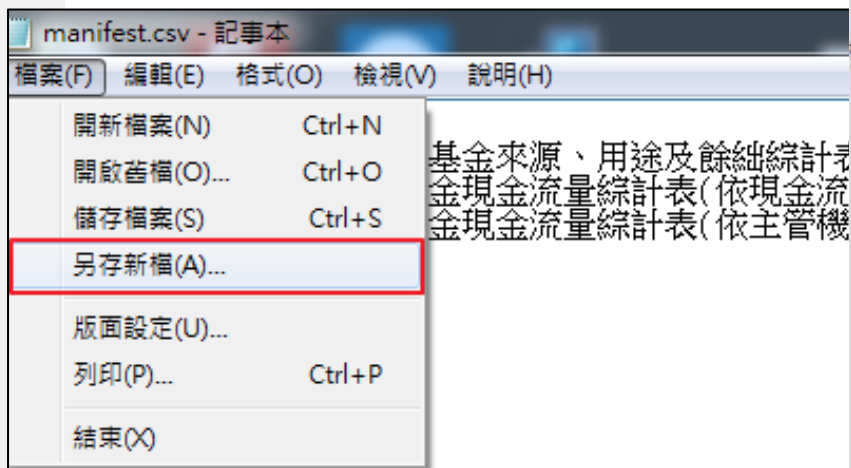 manifest.csv - 記事本
檔案(F) 編輯(E) 格式(O) 檢視(V) 說明(H)
開新檔案(N) Ctrl+N
開啟舊檔(O)... Ctrl+O
基金來源、用途及餘絀綜計表
金現金流量綜計表(依現金流
儲存檔案(S) Ctrl+S
金現金流量綜計表(依主管機
另存新檔(A)...
版面設定(U)...
列印(P)... Ctrl+P
結束(X)